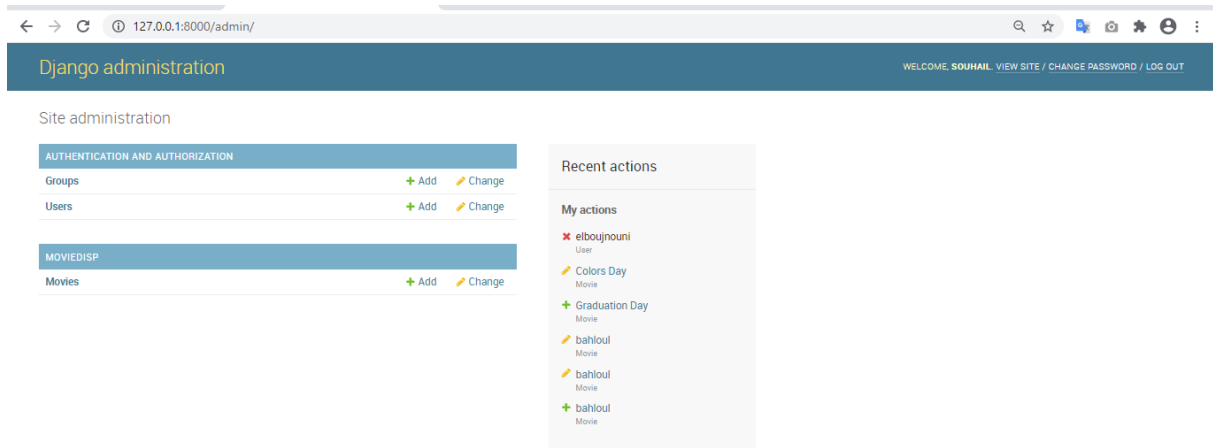 127.0.0.1:8000/admin/
Django administration
WELCOME, SOUHAIL. VIEW SITE / CHANGE PASSWORD / LOG OUT
Site administration
AUTHENTICATION AND AUTHORIZATION
Groups + Add Change
Users + Add Change
MOVIEDISP
Movies + Add Change
Recent actions
My actions
elboujnouni
User
Colors Day
Movie
Graduation Day
Movie
bahloul
Movie
bahloul
Movie
bahloul
Movie